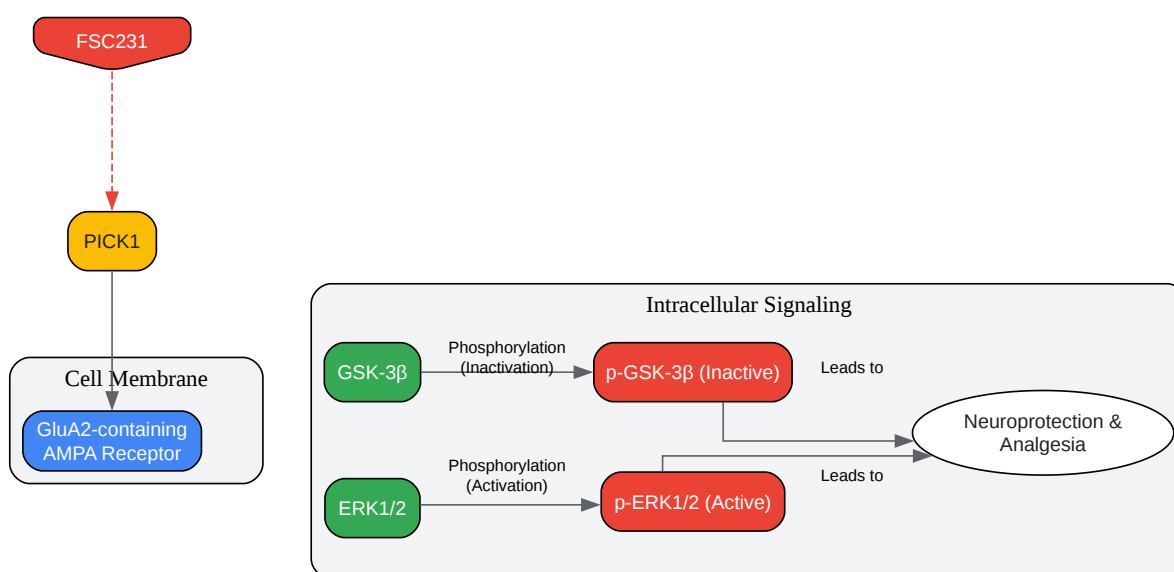 FSC231
PICK1
Cell Membrane
GluA2-containing
AMPA Receptor
Intracellular Signaling
GSK-3β
Phosphorylation
(Inactivation)
p-GSK-3β (Inactive)
Leads to
Neuroprotection &
Analgesia
ERK1/2
Phosphorylation
(Activation)
p-ERK1/2 (Active)
Leads to